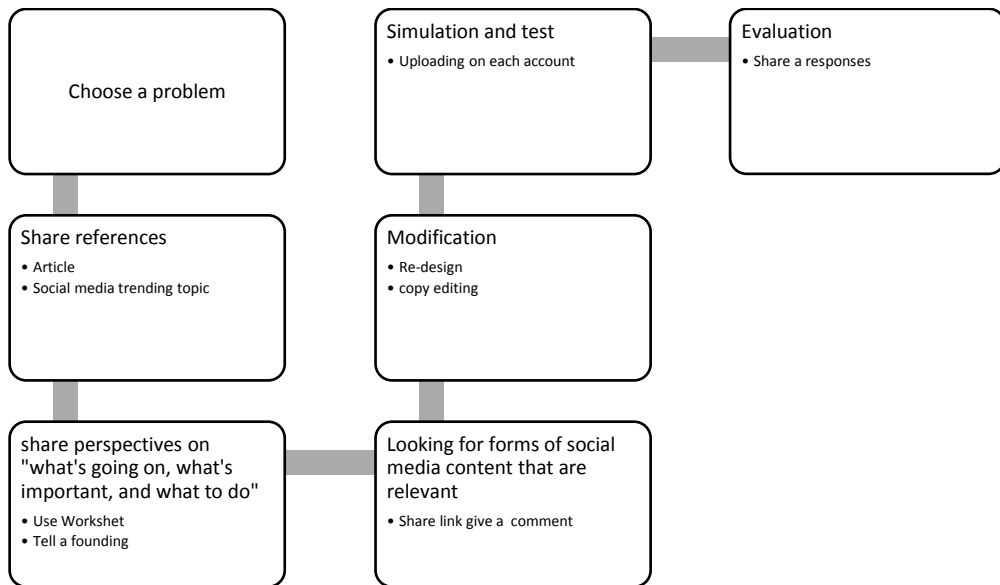 Choose a problem
Share references
• Article
• Social media trending topic
share perspectives on
"what's going on, what's
important, and what to do"
• Use Workshet
• Tell a founding
Looking for forms of social
media content that are
relevant
• Share link give a comment
Modification
• Re-design
• copy editing
Simulation and test
• Uploading on each account
Evaluation
• Share a responses